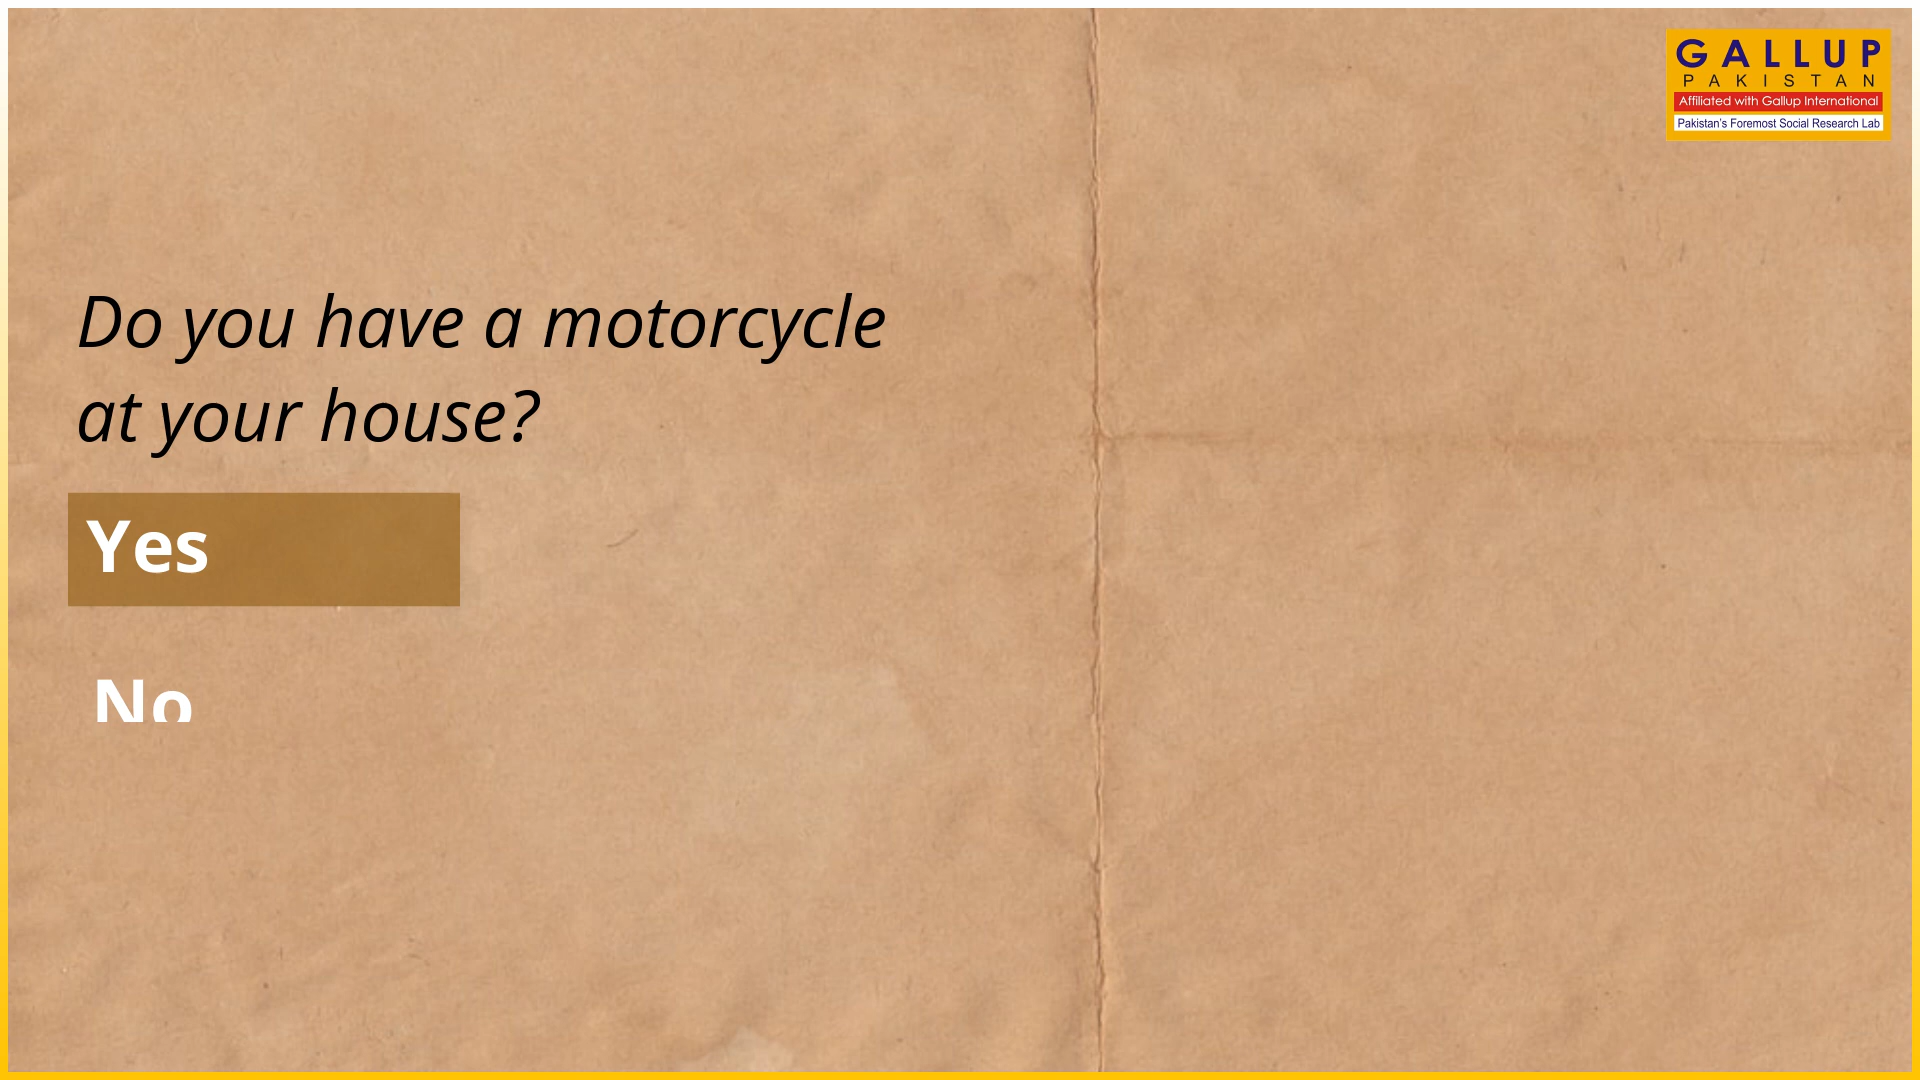 GALLUP
PAKISTAN
Affiliated with Gallup International
Pakistan's Foremost Social Research Lab
Do you have a motorcycle
at your house?
Yes
No